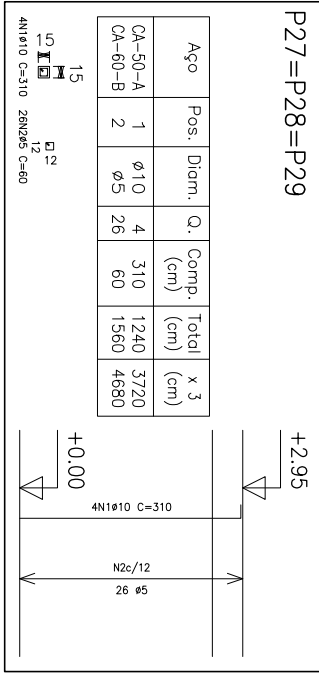 P27=P28=P29
Aço Pos. Diam. Q. Comp. (cm) Total (cm) x 3 (cm)
CA-50-A 1 ø10 4 310 1240 3720
CA-60-B 2 ø5 26 60 1560 4680
15
15
12
12
4N1ø10 C=310
26N2ø5 C=60
+2.95
+0.00
4N1ø10 C=310
N2c/12
26 ø5